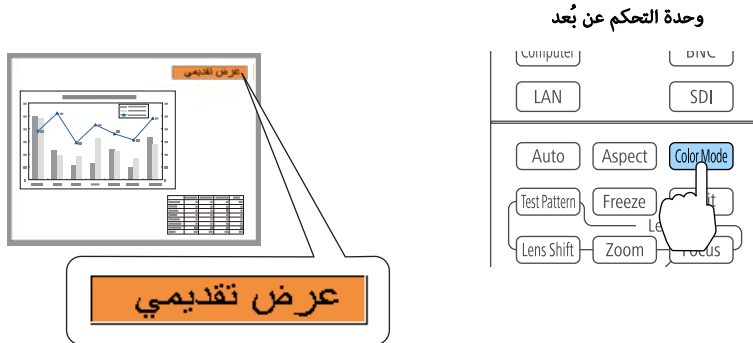 وحدة التحكم عن بُعد
عرض تقديمي
عرض تقديمي
Computer BNC
LAN SDI
Auto Aspect Color Mode
Test Pattern Freeze
Lens Shift Zoom Focus